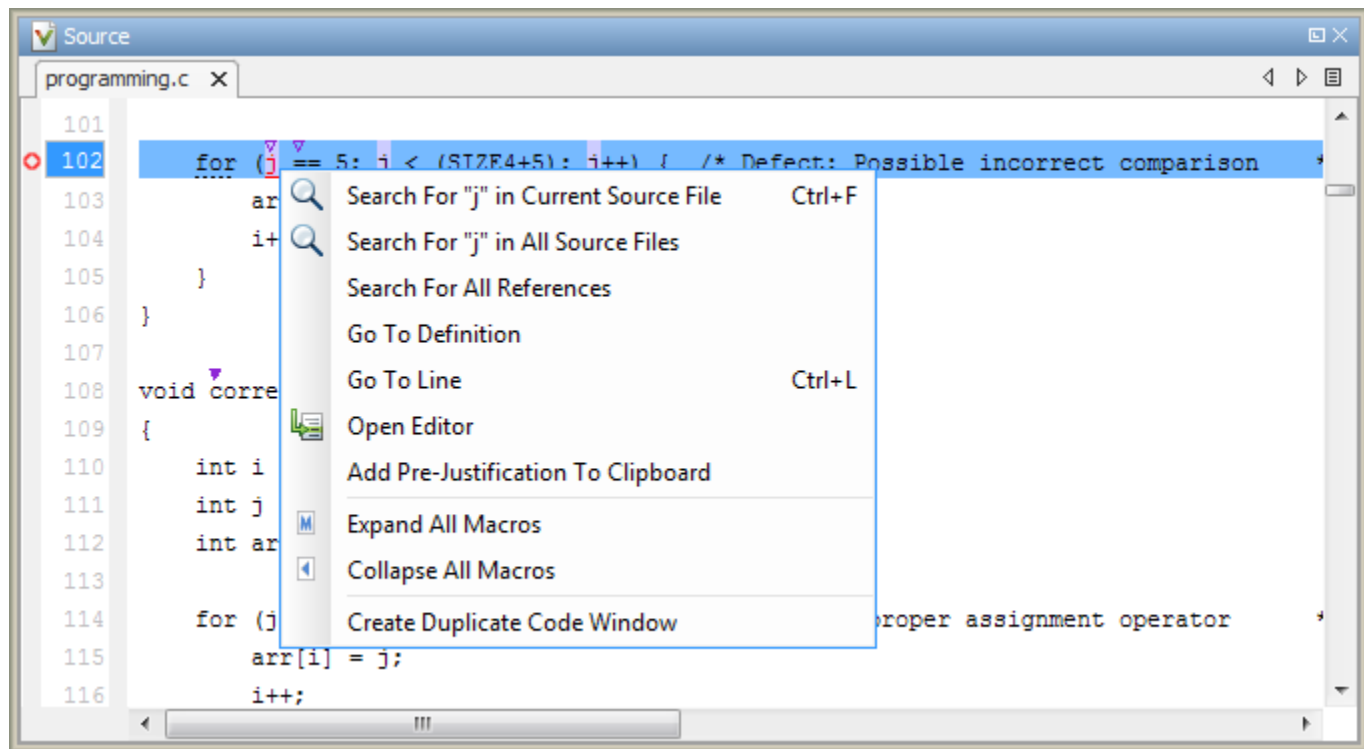 Source
programming.c
101
102 for (j == 5; j < (SIZE4+5); j++) { /* Defect: Possible incorrect comparison *
103 ar
104 i+
105 }
106 }
107
108 void corre
109 {
110 int i
111 int j
112 int ar
113
114 for (j proper assignment operator *
115 arr[i] = j;
116 i++;
Search For "j" in Current Source File Ctrl+F
Search For "j" in All Source Files
Search For All References
Go To Definition
Go To Line Ctrl+L
Open Editor
Add Pre-Justification To Clipboard
M Expand All Macros
Collapse All Macros
Create Duplicate Code Window